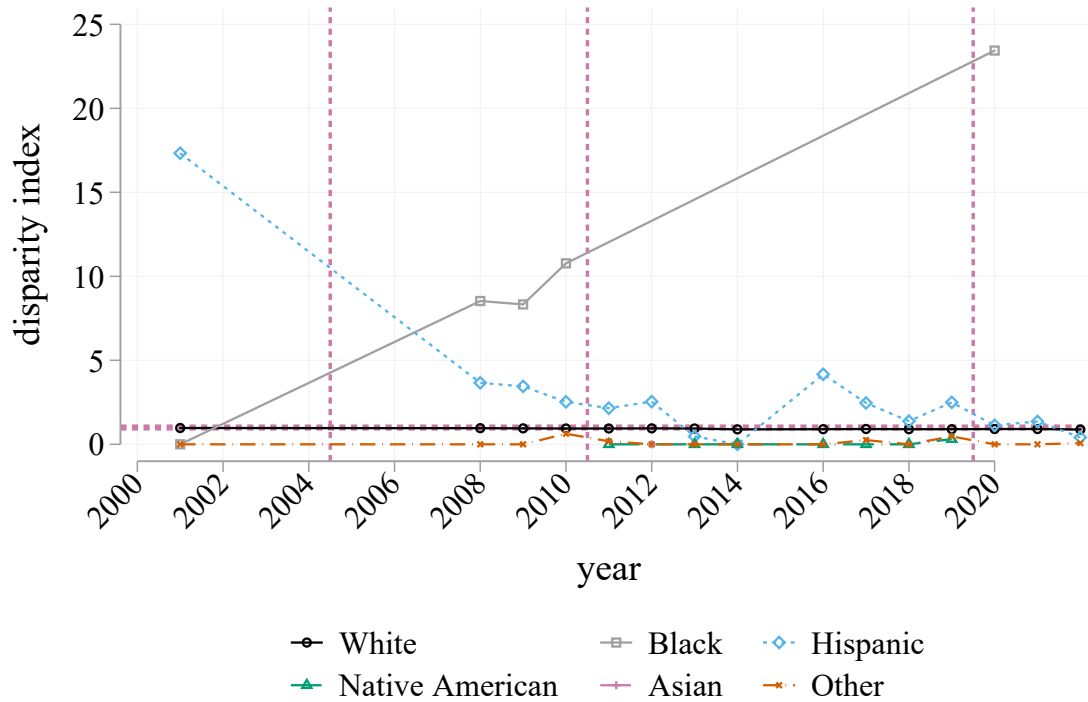 25
20
15
10
5
0
disparity index
2000 2002 2004 2006 2008 2010 2012 2014 2016 2018 2020
year
White Black Hispanic
Native American Asian Other